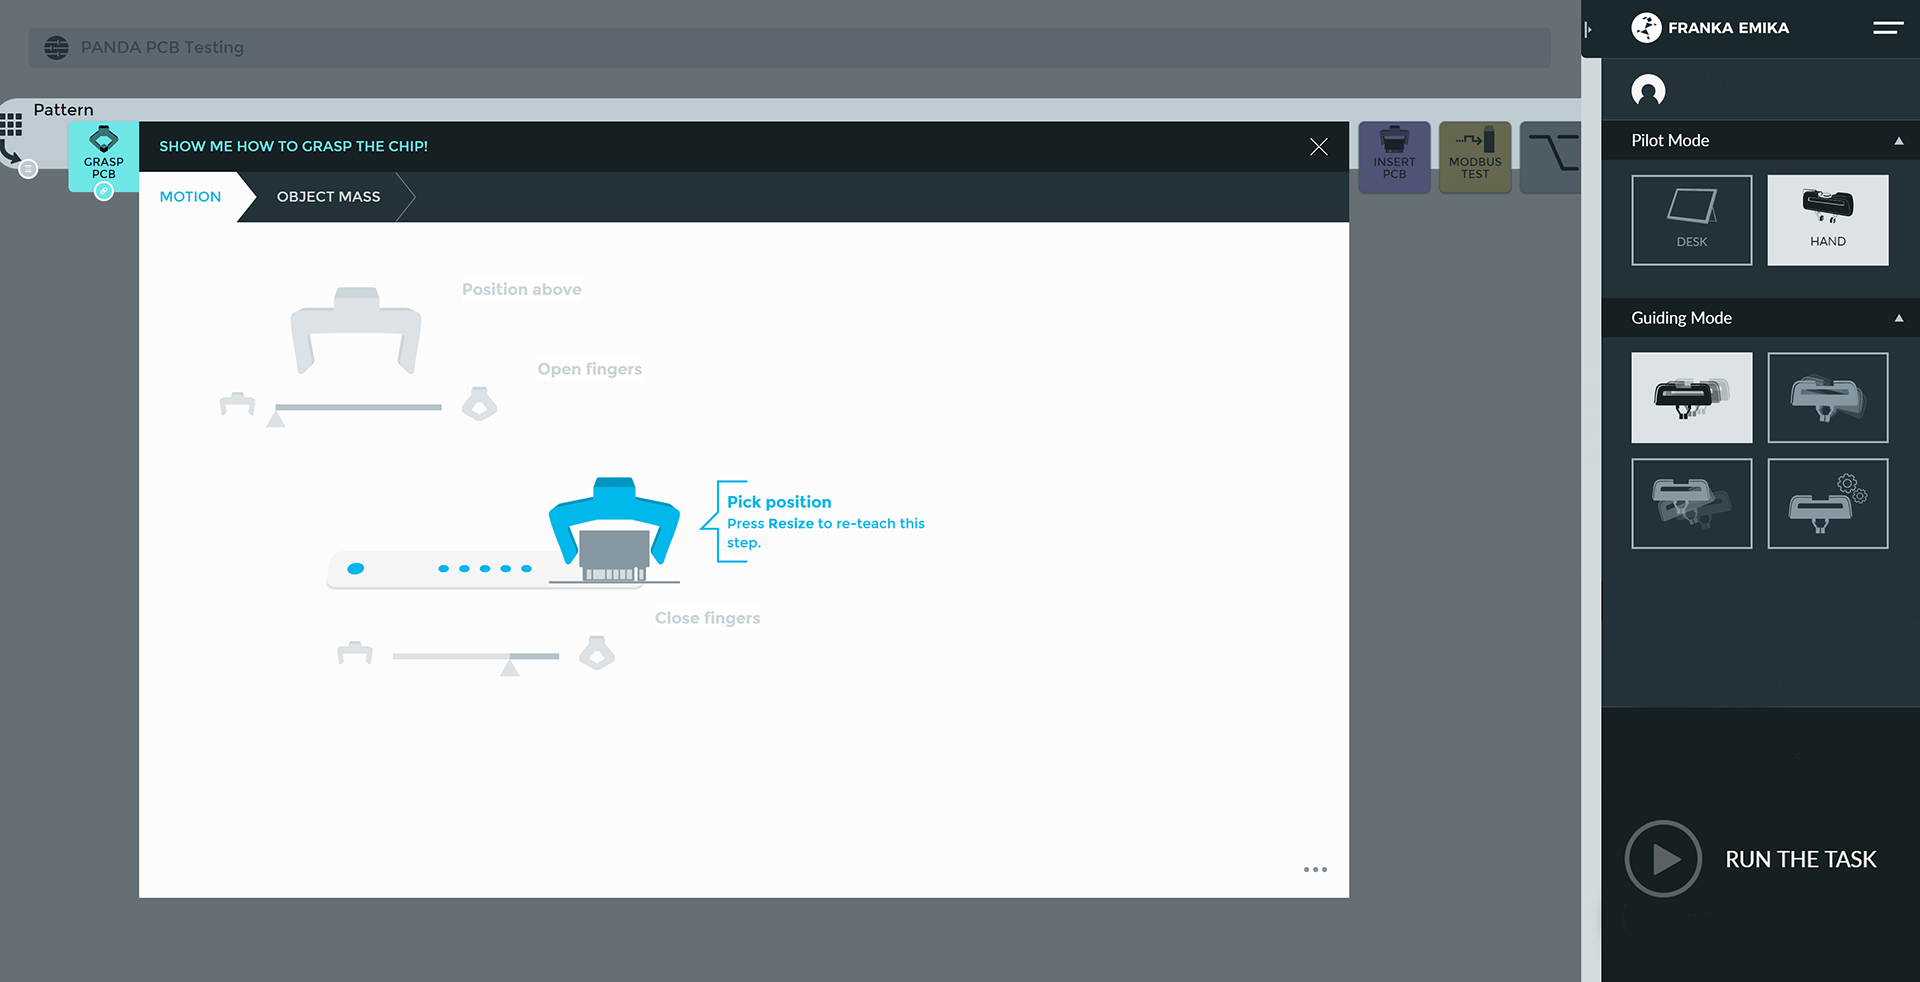 PANDA PCB Testing
FRANKA EMIKA
Pattern
GRASP
PCB
SHOW ME HOW TO GRASP THE CHIP!
INSERT
PCB
MODBUS
TEST
MOTION
OBJECT MASS
Position above
Open fingers
Pick position
Press Resize to re-teach this
step.
Close fingers
Pilot Mode
DESK
HAND
Guiding Mode
RUN THE TASK